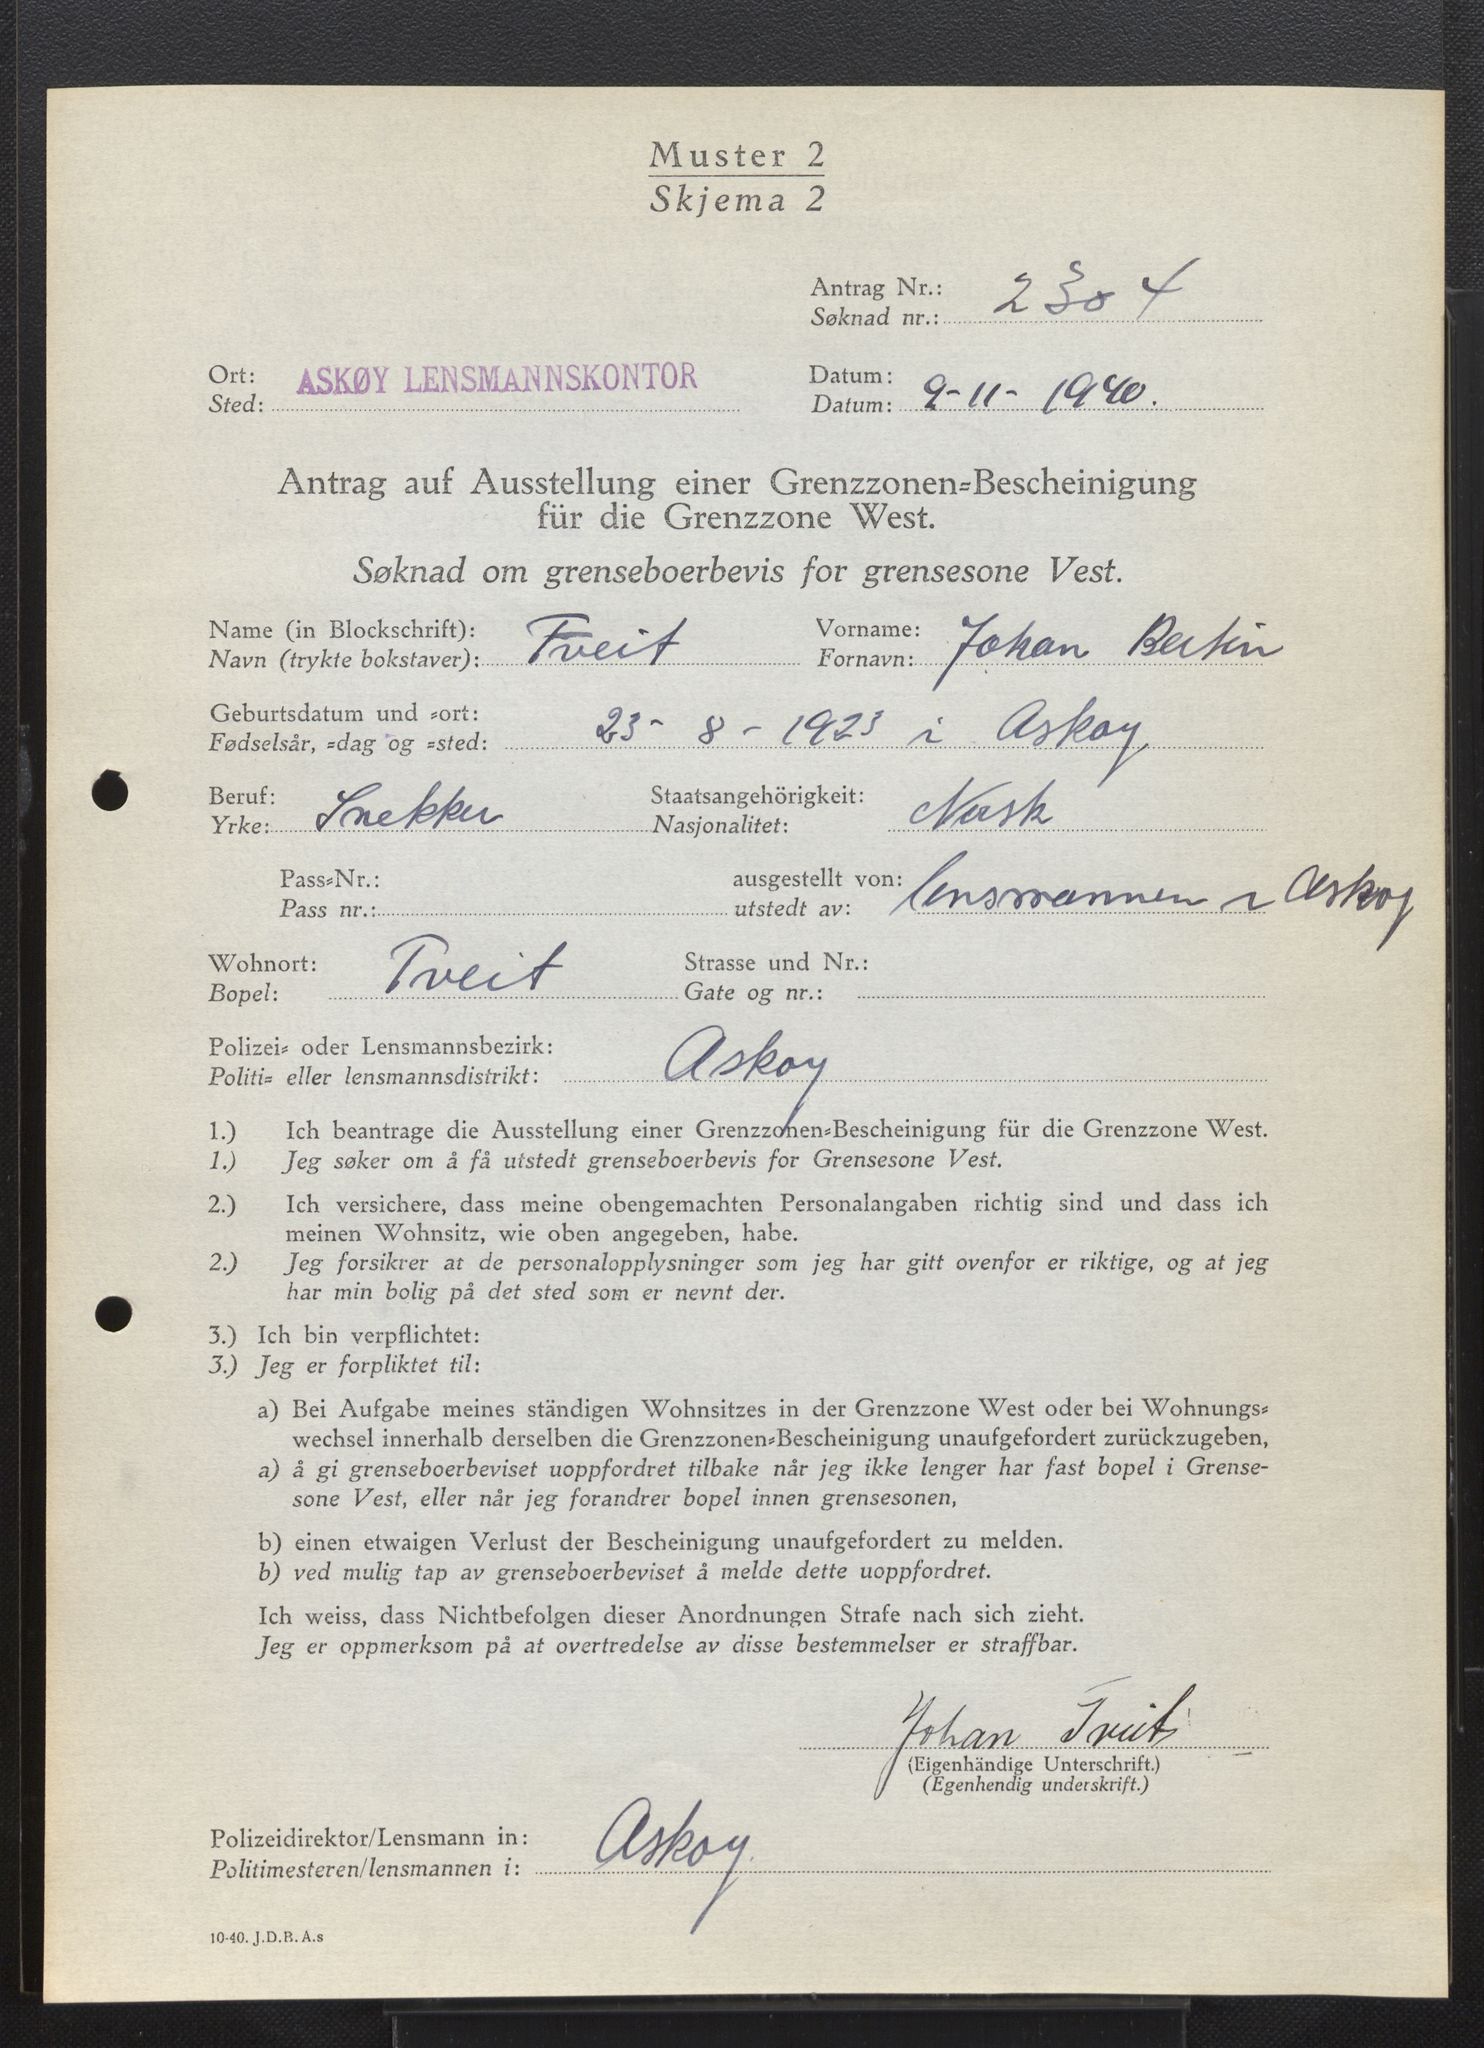 Muster 2
Skjema 2
Antrag Nr.:
Søknad nr.: 2304
Ort:
Sted: ASKØY LENSMANNSKONTOR
Datum:
Datum: 9-11-1940.
Antrag auf Ausstellung einer Grenzzonen=Bescheinigung
für die Grenzzone West.
Søknad om grenseboerbevis for grensesone Vest.
Name (in Blockschrift): Vorname:
Navn (trykte bokstaver): Tveit Fornavn: Johan Bertin
Geburtsdatum und =ort:
Fødselsår, =dag og =sted: 23-8-1923 i Askøy
Beruf: Staatsangehörigkeit:
Yrke: Snekker Nasjonalitet: Norsk
Pass=Nr.: ausgestellt von:
Pass nr.: utstedt av: lensmannen i Askøy
Wohnort: Strasse und Nr.:
Bopel: Tveit Gate og nr.:
Polizei= oder Lensmannsbezirk:
Politi= eller lensmannsdistrikt: Askøy
1.) Ich beantrage die Ausstellung einer Grenzzonen=Bescheinigung für die Grenzzone West.
1.) Jeg søker om å få utstedt grenseboerbevis for Grensesone Vest.
2.) Ich versichere, dass meine obengemachten Personalangaben richtig sind und dass ich
meinen Wohnsitz, wie oben angegeben, habe.
2.) Jeg forsikrer at de personalopplysninger som jeg har gitt ovenfor er riktige, og at jeg
har min bolig på det sted som er nevnt der.
3.) Ich bin verpflichtet:
3.) Jeg er forpliktet til:
a) Bei Aufgabe meines ständigen Wohnsitzes in der Grenzzone West oder bei Wohnungs=
wechsel innerhalb derselben die Grenzzonen=Bescheinigung unaufgefordert zurückzugeben,
a) å gi grenseboerbeviset uoppfordret tilbake når jeg ikke lenger har fast bopel i Grense-
sone Vest, eller når jeg forandrer bopel innen grensesonen,
b) einen etwaigen Verlust der Bescheinigung unaufgefordert zu melden.
b) ved mulig tap av grenseboerbeviset å melde dette uoppfordret.
Ich weiss, dass Nichtbefolgen dieser Anordnungen Strafe nach sich zieht.
Jeg er oppmerksom på at overtredelse av disse bestemmelser er straffbar.
Johan Tveit
(Eigenhändige Unterschrift.)
(Egenhendig underskrift.)
Polizeidirektor/Lensmann in:
Politimesteren/lensmannen i: Askøy.
10-40. J.D.B. A.s